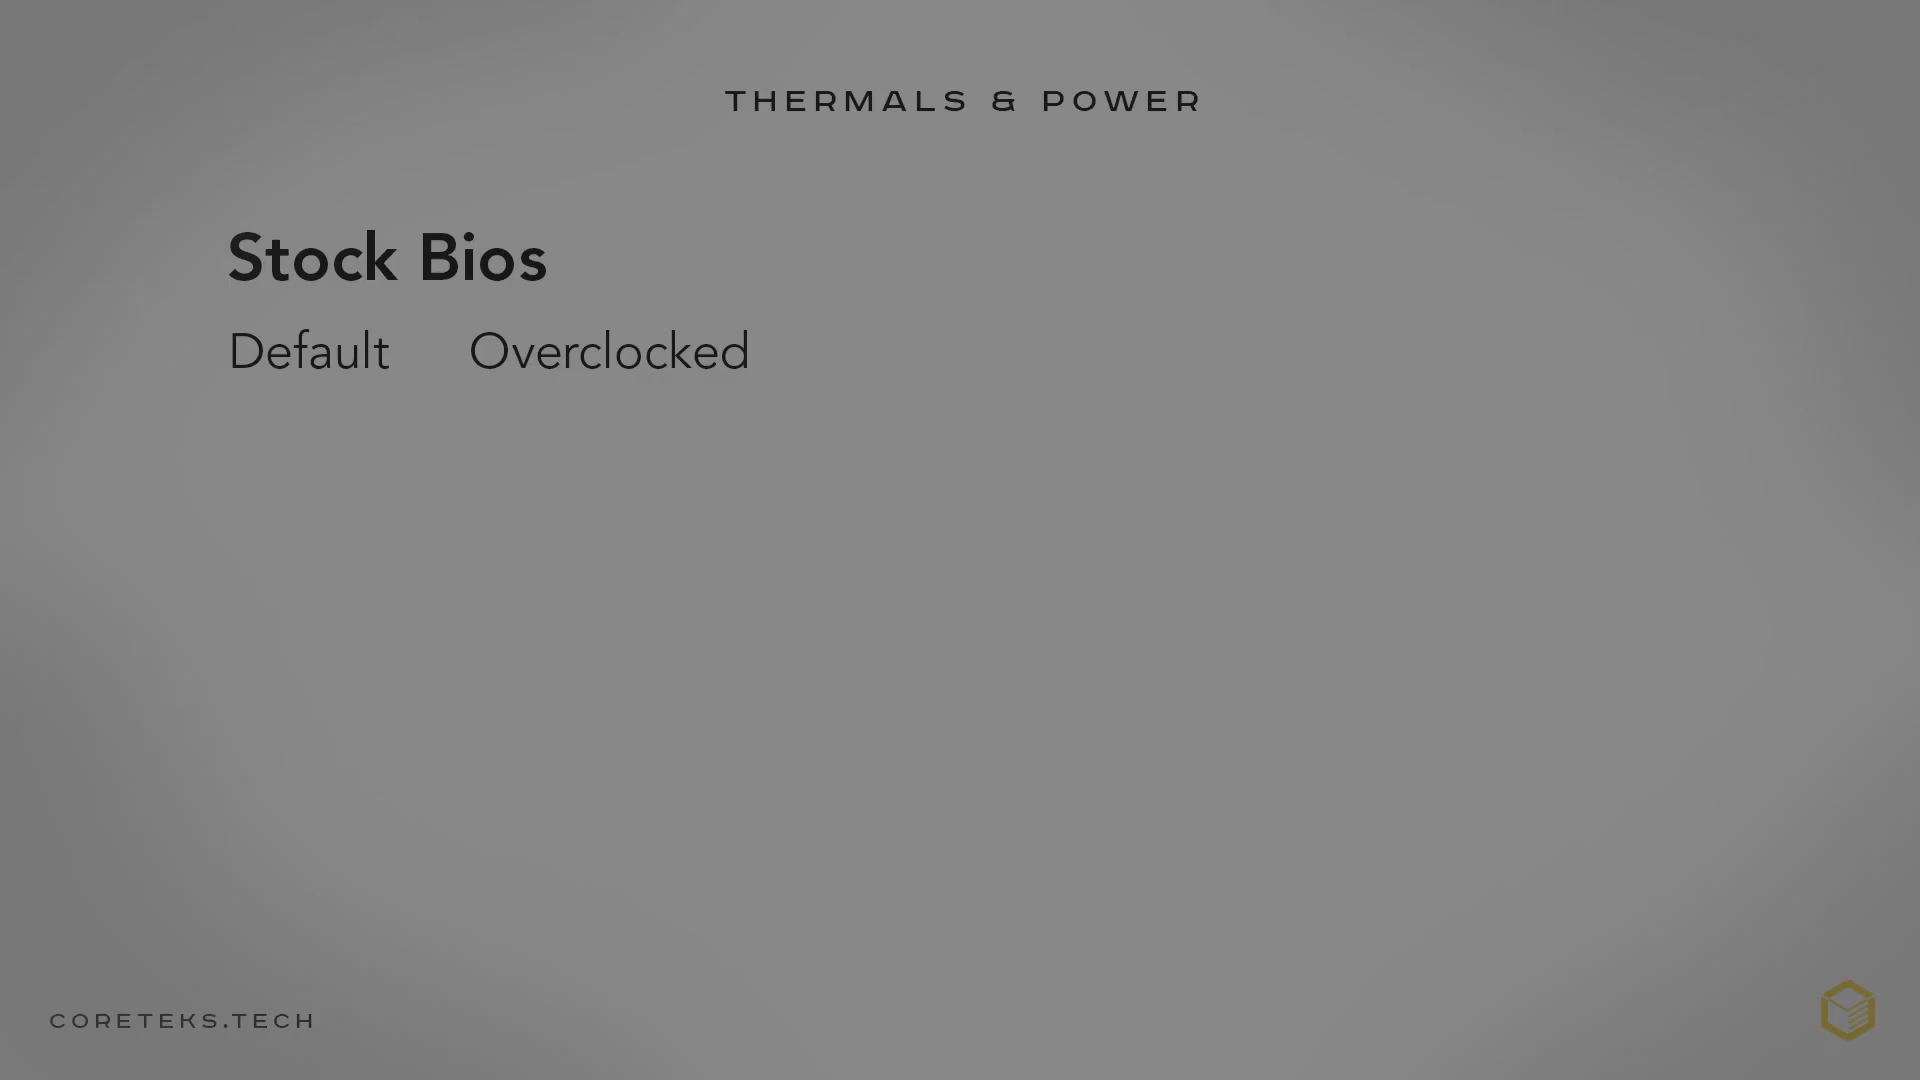 THERMALS & POWER
Stock Bios
Default Overclocked
CORETEKS.TECH